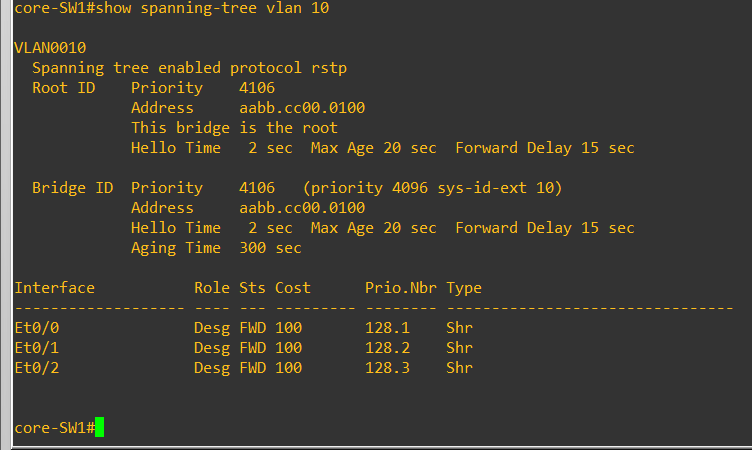 core-SW1#show spanning-tree vlan 10
VLAN0010
  Spanning tree enabled protocol rstp
  Root ID    Priority    4106
             Address     aabb.cc00.0100
             This bridge is the root
             Hello Time   2 sec  Max Age 20 sec  Forward Delay 15 sec
  Bridge ID  Priority    4106   (priority 4096 sys-id-ext 10)
             Address     aabb.cc00.0100
             Hello Time   2 sec  Max Age 20 sec  Forward Delay 15 sec
             Aging Time  300 sec
Interface           Role Sts Cost      Prio.Nbr Type
------------------- ---- --- --------- -------- --------------------------------
Et0/0               Desg FWD 100       128.1    Shr
Et0/1               Desg FWD 100       128.2    Shr
Et0/2               Desg FWD 100       128.3    Shr
core-SW1#